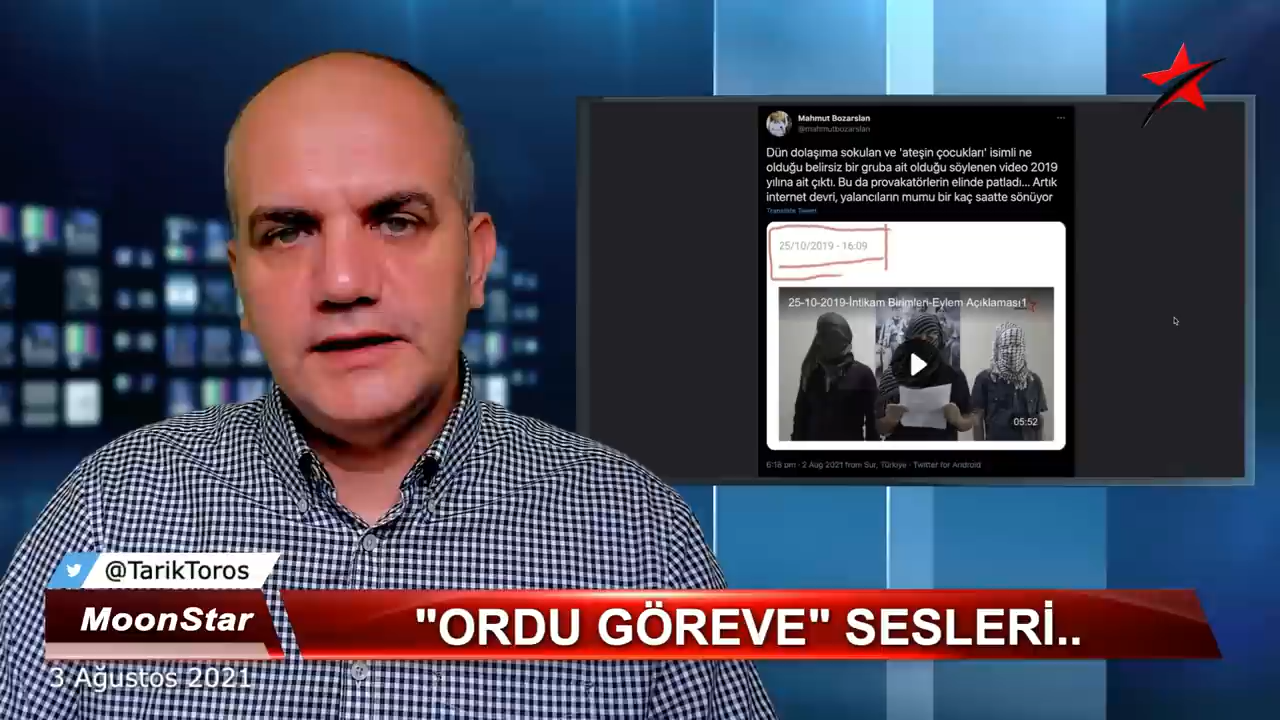 Mahmut Bozarslan
@mahmutbozarslan
Dün dolaşıma sokulan ve 'ateşin çocukları' isimli ne
olduğu belirsiz bir gruba ait olduğu söylenen video 2019
yılına ait çıktı. Bu da provakatörlerin elinde patladı... Artık
internet devri, yalancıların mumu bir kaç saatte sönüyor
Translate Tweet
25/10/2019 - 16:09
25-10-2019-İntikam Birimleri-Eylem Açıklaması1
05:52
6:18 pm · 2 Aug 2021 from Sur, Türkiye · Twitter for Android
@TarikToros
MoonStar
"ORDU GÖREVE" SESLERİ..
3 Ağustos 2021